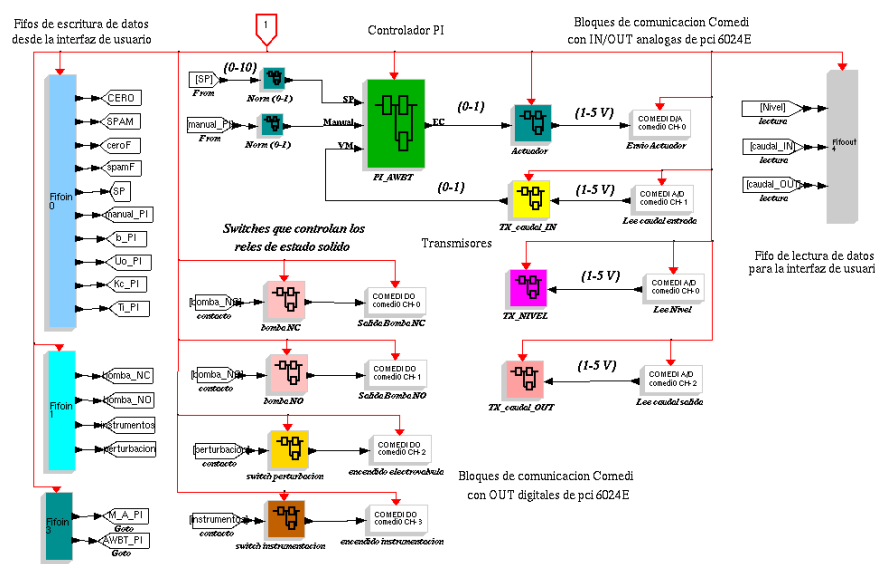 Fifos de escritura de datos
desde la interfaz de usuario
1
Controlador PI
Bloques de comunicacion Comedi
con IN/OUT analogas de pci 6024E
Fifoin
0
CERO
SPAM
ceroF
spamF
SP
manual_PI
b_PI
Uo_PI
Kc_PI
Ti_PI
[SP]
From
(0-10)
Norm (0-1)
manual_PI
From
Norm (0-1)
SP
Manual
VM
EC
PI_AWBT
(0-1)
Actuador
(1-5 V)
COMEDI D/A
comedi0 CH-0
Envio Actuador
(0-1)
TX_caudal_IN
(1-5 V)
COMEDI A/D
comedi0 CH-1
Lee caudal entrada
[Nivel]
lectura
[caudal_IN]
lectura
[caudal_OUT]
lectura
Fifoout
4
Fifo de lectura de datos
para la interfaz de usuari
Switches que controlan los
reles de estado solido
Transmisores
TX_NIVEL
(1-5 V)
COMEDI A/D
comedi0 CH-0
Lee Nivel
[bomba_NC]
contacto
bomba NC
COMEDI DO
comedi0 CH-0
Salida Bomba NC
[bomba_NO]
contacto
bomba NO
COMEDI DO
comedi0 CH-1
Salida Bomba NO
TX_caudal_OUT
(1-5 V)
COMEDI A/D
comedi0 CH-2
Lee caudal salida
Fifoin
1
bomba_NC
bomba_NO
instrumentos
perturbacion
[perturbacion]
contacto
switch perturbacion
COMEDI DO
comedi0 CH-2
encendido electrovalvula
Bloques de comunicacion Comedi
con OUT digitales de pci 6024E
Fifoin
3
M_A_PI
Goto
AWBT_PI
Goto
[instrumentos]
contacto
switch instrumentacion
COMEDI DO
comedi0 CH-3
encendido instrumentacion